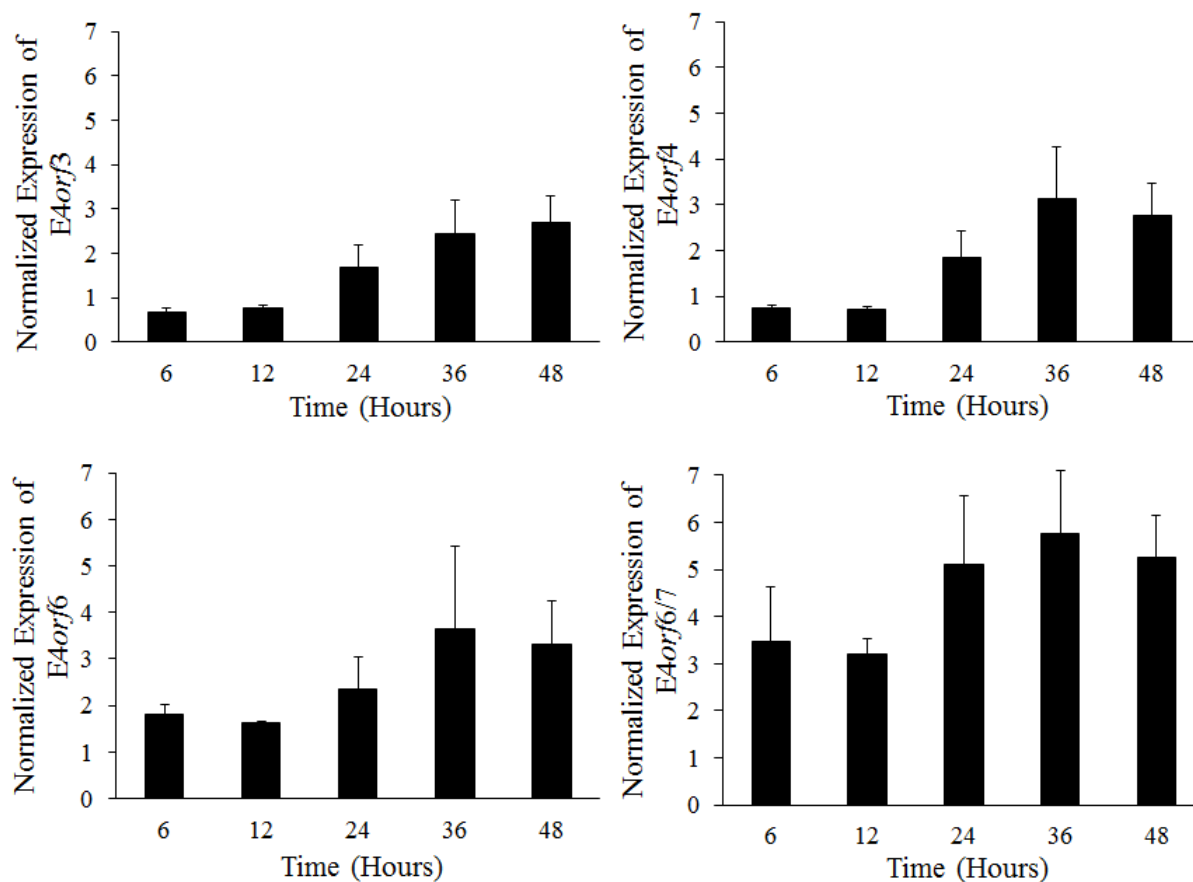 Normalized Expression of
E4orf3
7
6
5
4
3
2
1
0
6 12 24 36 48
Time (Hours)
Normalized Expression of
E4orf4
7
6
5
4
3
2
1
0
6 12 24 36 48
Time (Hours)
Normalized Expression of
E4orf6
7
6
5
4
3
2
1
0
6 12 24 36 48
Time (Hours)
Normalized Expression of
E4orf6/7
7
6
5
4
3
2
1
0
6 12 24 36 48
Time (Hours)